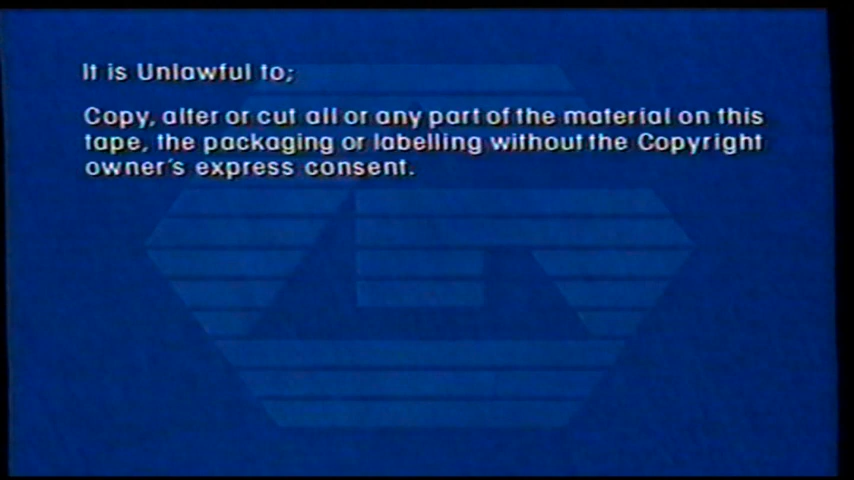 It is Unlawful to;
Copy, alter or cut all or any part of the material on this
tape, the packaging or labelling without the Copyright
owner's express consent.